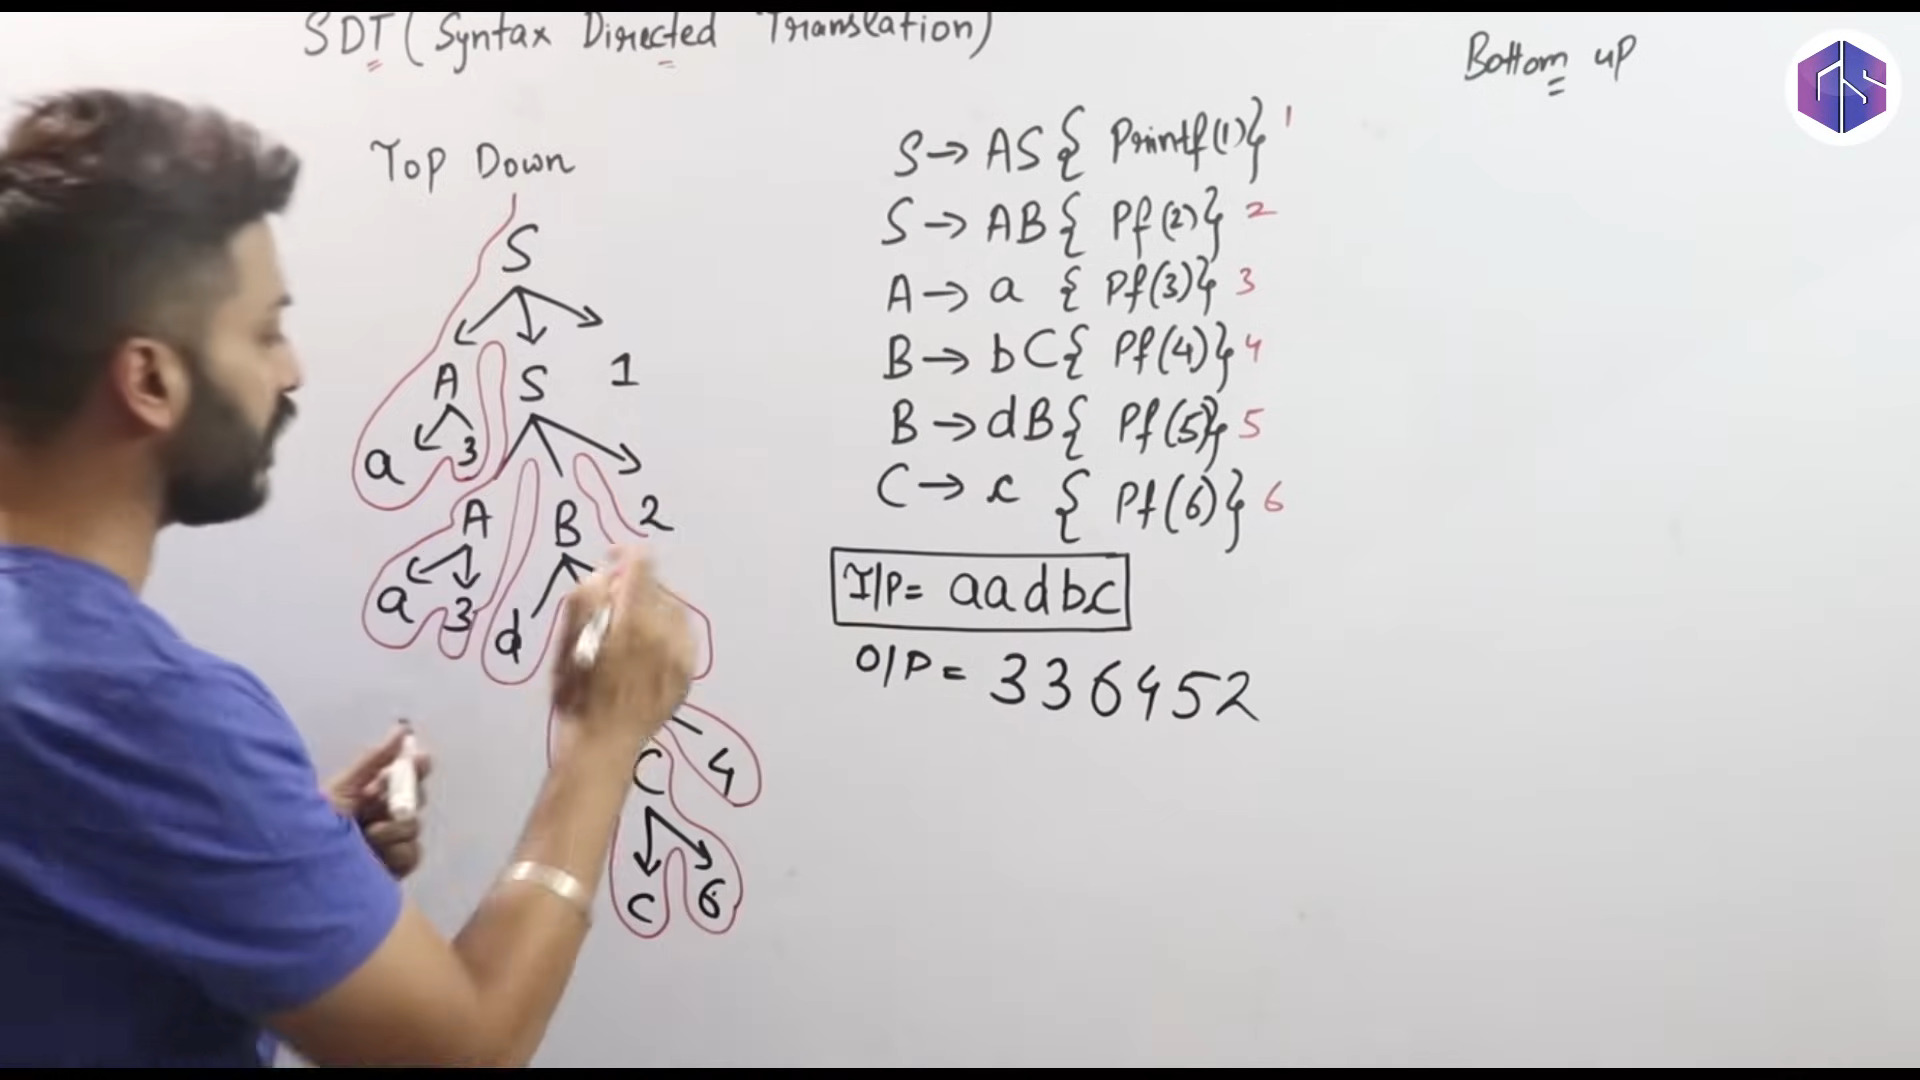 SDT ( Syntax Directed Translation)
Bottom up
GS
Top Down
S
A S 1
a 3
A B 2
a 3 d
C 4
C 6
S → AS { Printf(1)} 1
S → AB { Pf(2)} 2
A → a { Pf(3)} 3
B → bC { Pf(4)} 4
B → dB { Pf(5)} 5
C → c { Pf(6)} 6
I/P = aadbc
O/P = 336452